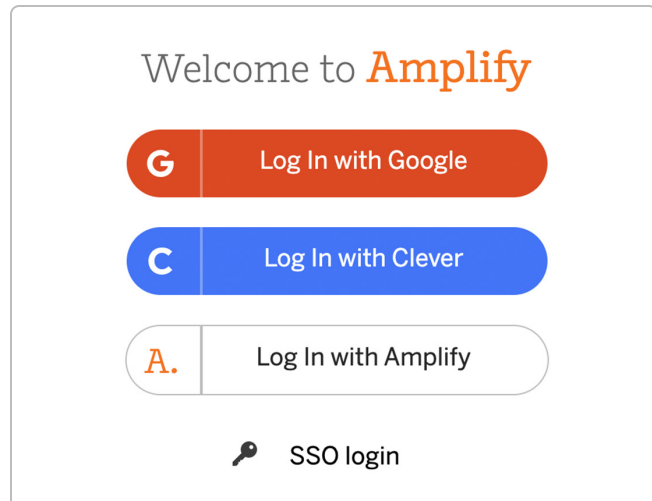 Welcome to Amplify
G Log In with Google
C Log In with Clever
A. Log In with Amplify
SSO login